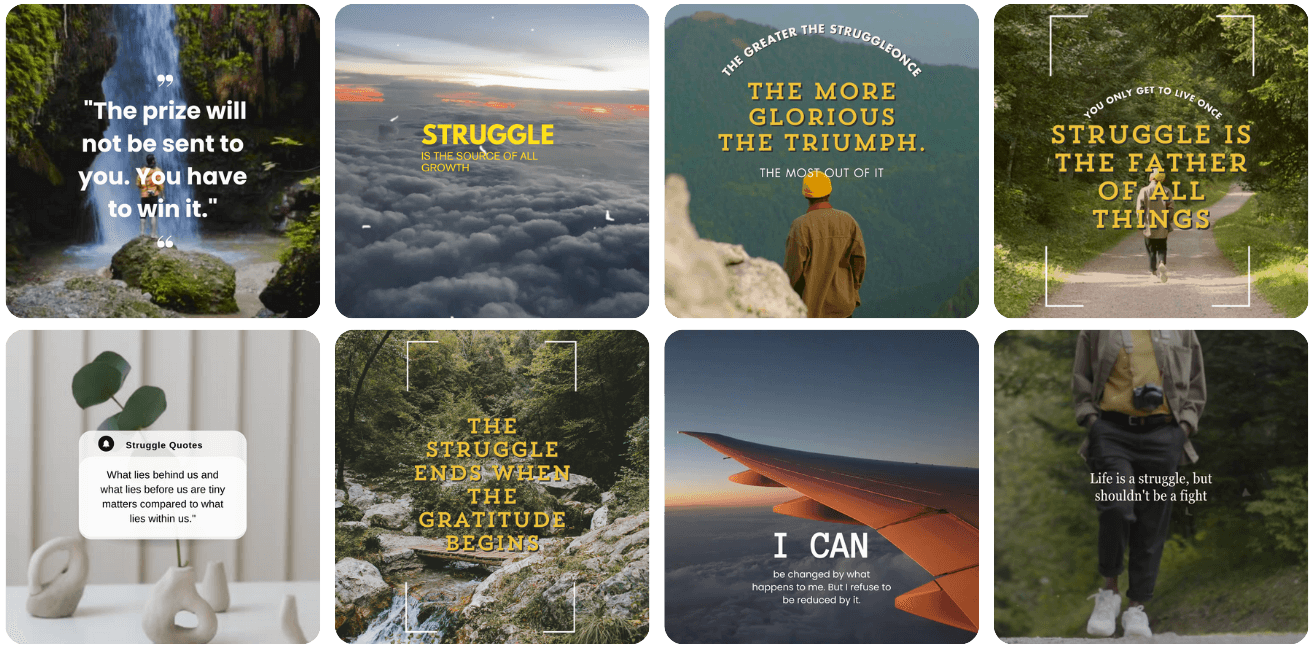 "The prize will
not be sent to
you. You have
to win it."
STRUGGLE
IS THE SOURCE OF ALL
GROWTH
THE GREATER THE STRUGGLEONCE
THE MORE
GLORIOUS
THE TRIUMPH.
THE MOST OUT OF IT
YOU ONLY GET TO LIVE ONCE
STRUGGLE IS
THE FATHER
OF ALL
THINGS
Struggle Quotes
What lies behind us and
what lies before us are tiny
matters compared to what
lies within us."
THE
STRUGGLE
ENDS WHEN
THE
GRATITUDE
BEGINS
I CAN
be changed by what
happens to me. But I refuse to
be reduced by it.
Life is a struggle, but
shouldn't be a fight